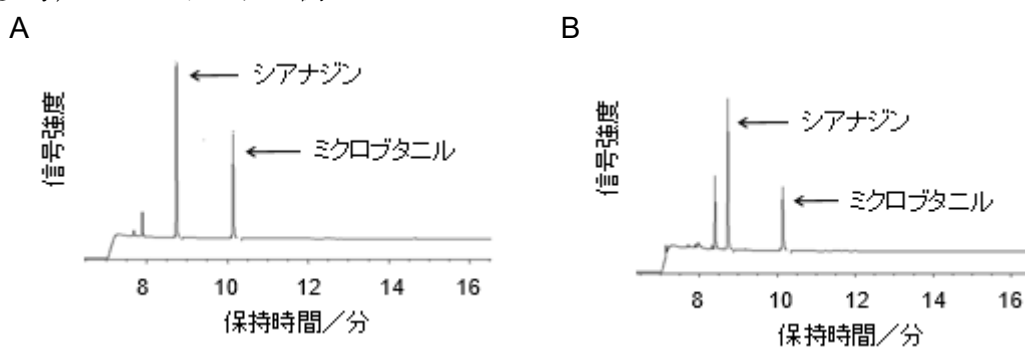 A
シアナジン
ミクロブタニル
信号強度
8 10 12 14 16
保持時間／分
B
シアナジン
ミクロブタニル
信号強度
8 10 12 14 16
保持時間／分